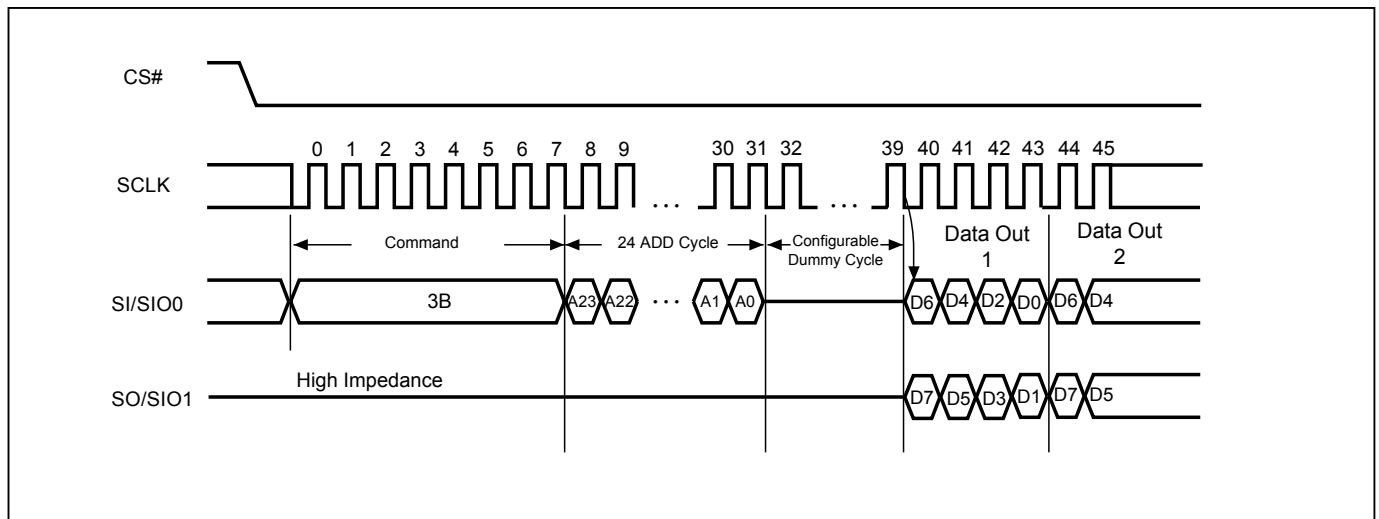 CS#
0 1 2 3 4 5 6 7 8 9 30 31 32 39 40 41 42 43 44 45
SCLK
. . . . . .
Command 24 ADD Cycle Configurable Dummy Cycle Data Out 1 Data Out 2
SI/SIO0 3B A23 A22 . . . A1 A0 D6 D4 D2 D0 D6 D4
High Impedance
SO/SIO1 D7 D5 D3 D1 D7 D5